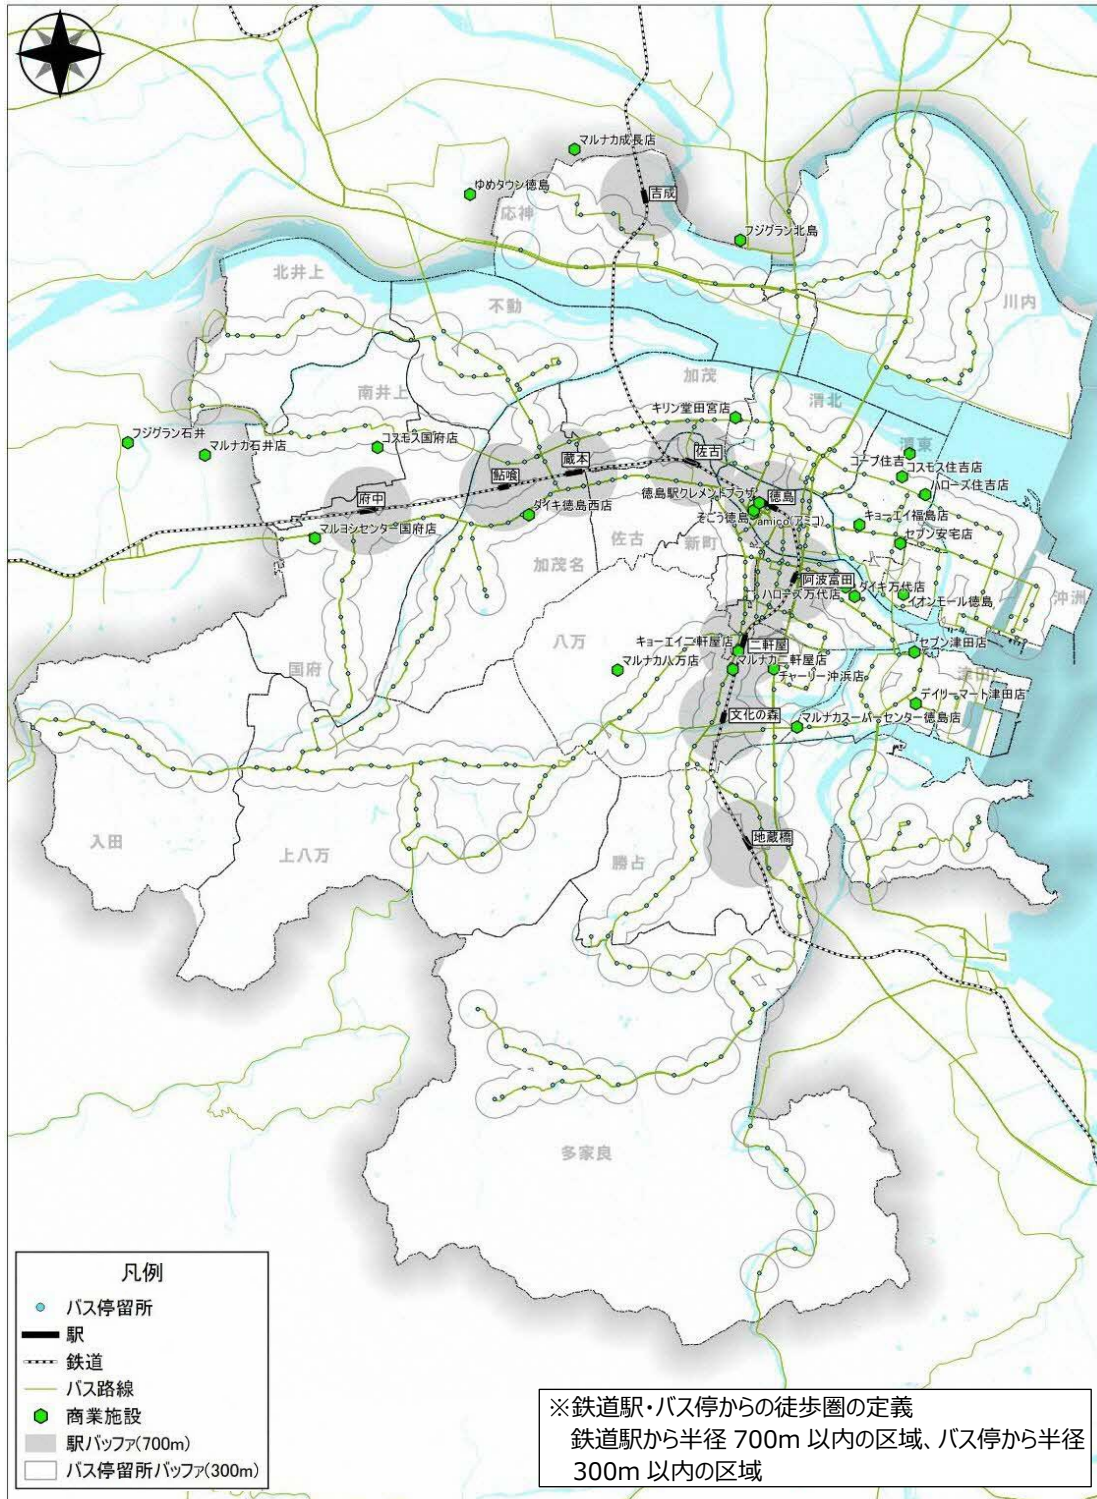 マルナカ成長店
ゆめタウン徳島
吉成
応神
フジグラン北島
北井上
川内
不動
加茂
南井上
キリン堂田宮店
渭北
フジグラン石井
マルナカ石井店
コスモス国府店
渭東
佐古
コープ住吉
コスモス住吉店
ハローズ住吉店
蔵本
鮎喰
府中
徳島駅クレメントプラザ
徳島
そごう徳島
amico(アミコ)
ダイキ徳島西店
キョーエイ福島店
マルヨシセンター国府店
佐古
新町
セブン安宅店
加茂名
阿波富田
ダイキ万代店
ハローズ万代店
イオンモール徳島
沖洲
八万
キョーエイ二軒屋店
二軒屋
セブン津田店
国府
マルナカ八万店
マルナカ二軒屋店
チャーリー沖浜店
津田
デイリーマート津田店
文化の森
マルナカスーパーセンター徳島店
入田
上八万
勝占
地蔵橋
多家良
凡例
バス停留所
駅
鉄道
バス路線
商業施設
駅バッファ(700m)
バス停留所バッファ(300m)
※鉄道駅・バス停からの徒歩圏の定義
鉄道駅から半径 700m 以内の区域、バス停から半径
300m 以内の区域